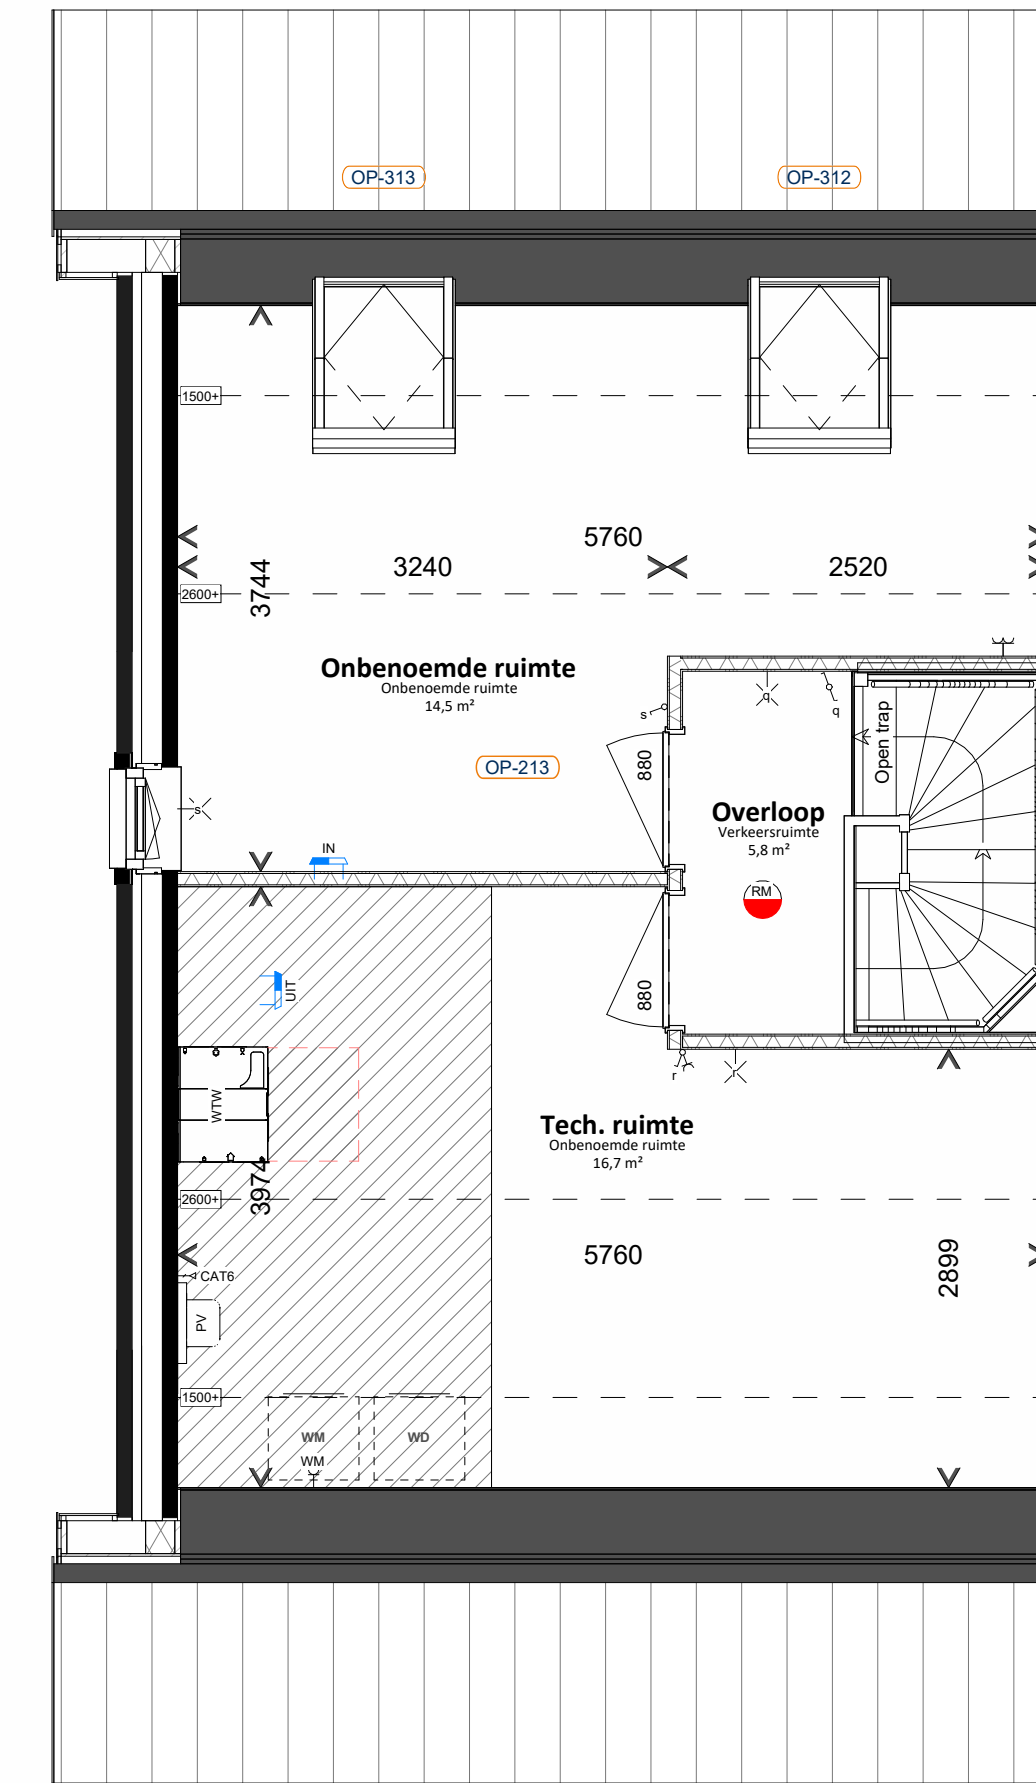 OP-313
OP-312
1500+
5760
3240
2520
3744
2600+
Onbenoemde ruimte
Onbenoemde ruimte
14,5 m²
s
q
q
Open trap
OP-213
880
Overloop
Verkeersruimte
5,8 m²
s
IN
RM
UIT
880
WTW
r
r
Tech. ruimte
Onbenoemde ruimte
16,7 m²
3974
2600+
5760
2899
CAT6
PV
1500+
WM
WD
WM